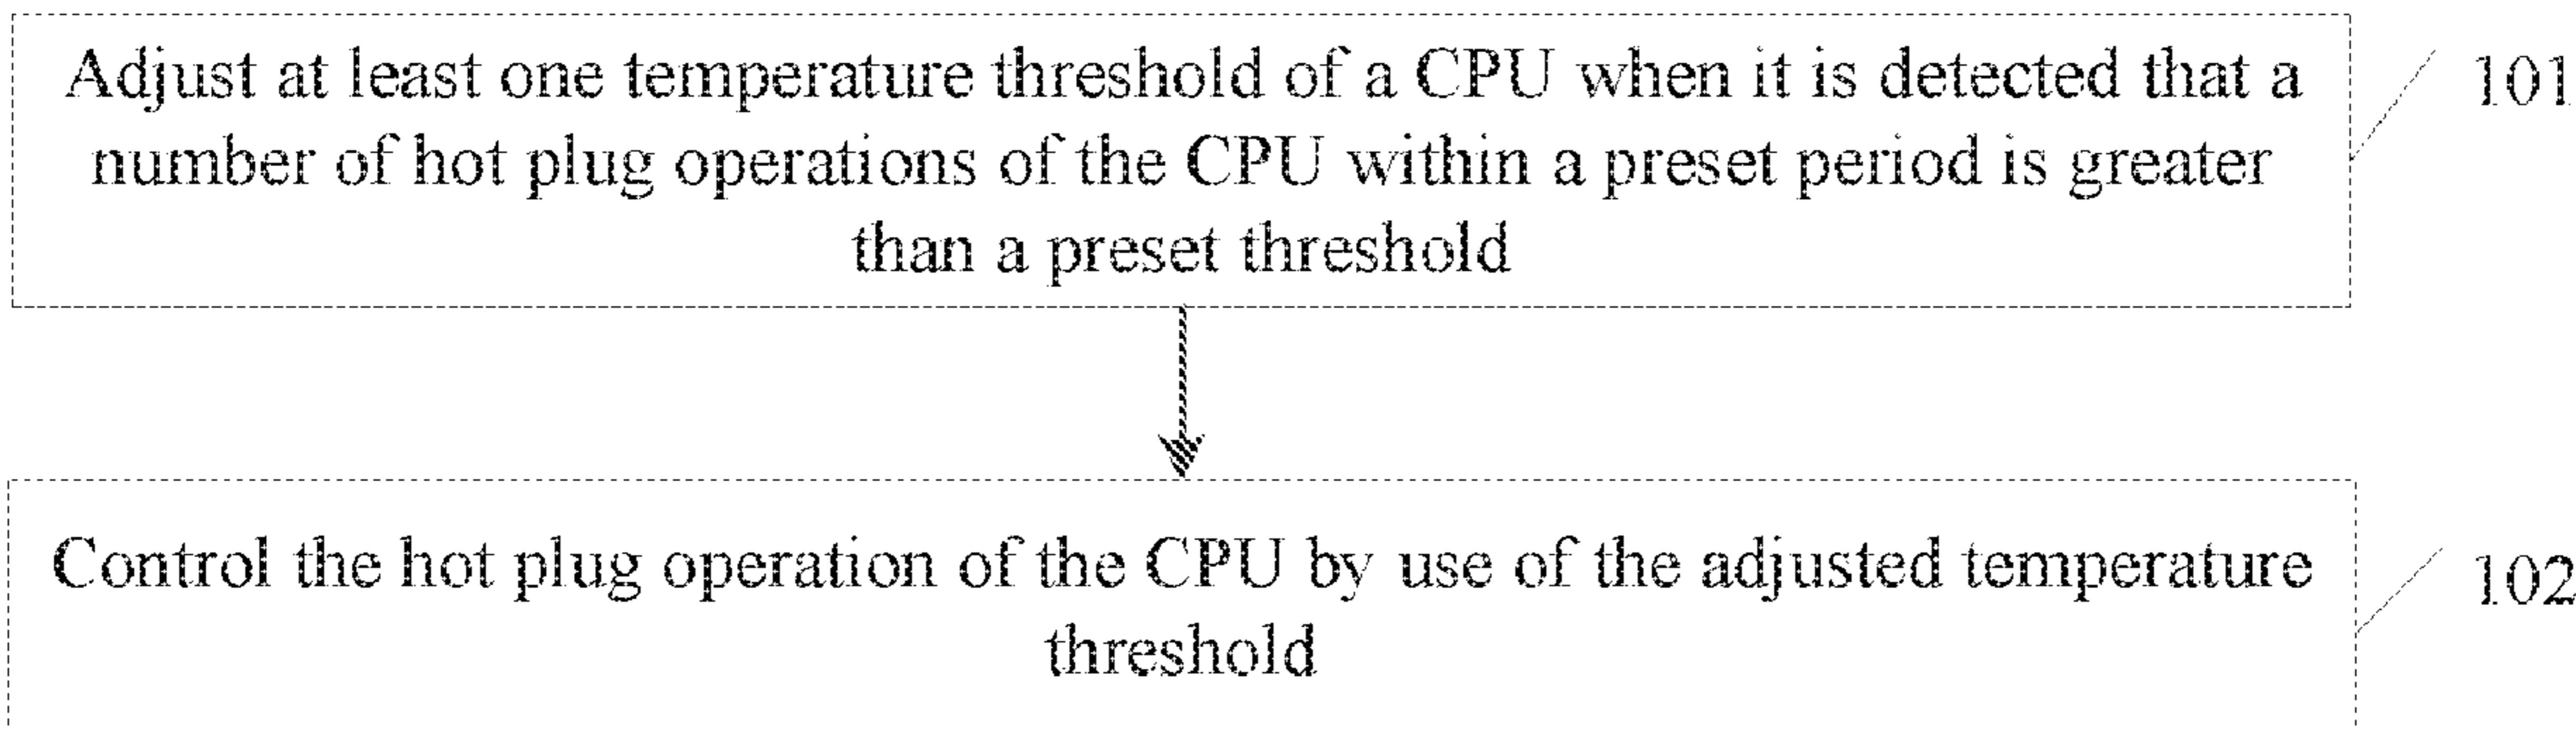 Adjust at least one temperature threshold of a CPU when it is detected that a
101
number of hot plug operations of the CPU within a preset period is greater
than a preset threshold
Control the hot plug operation of the CPU by use of the adjusted temperature
102
threshold